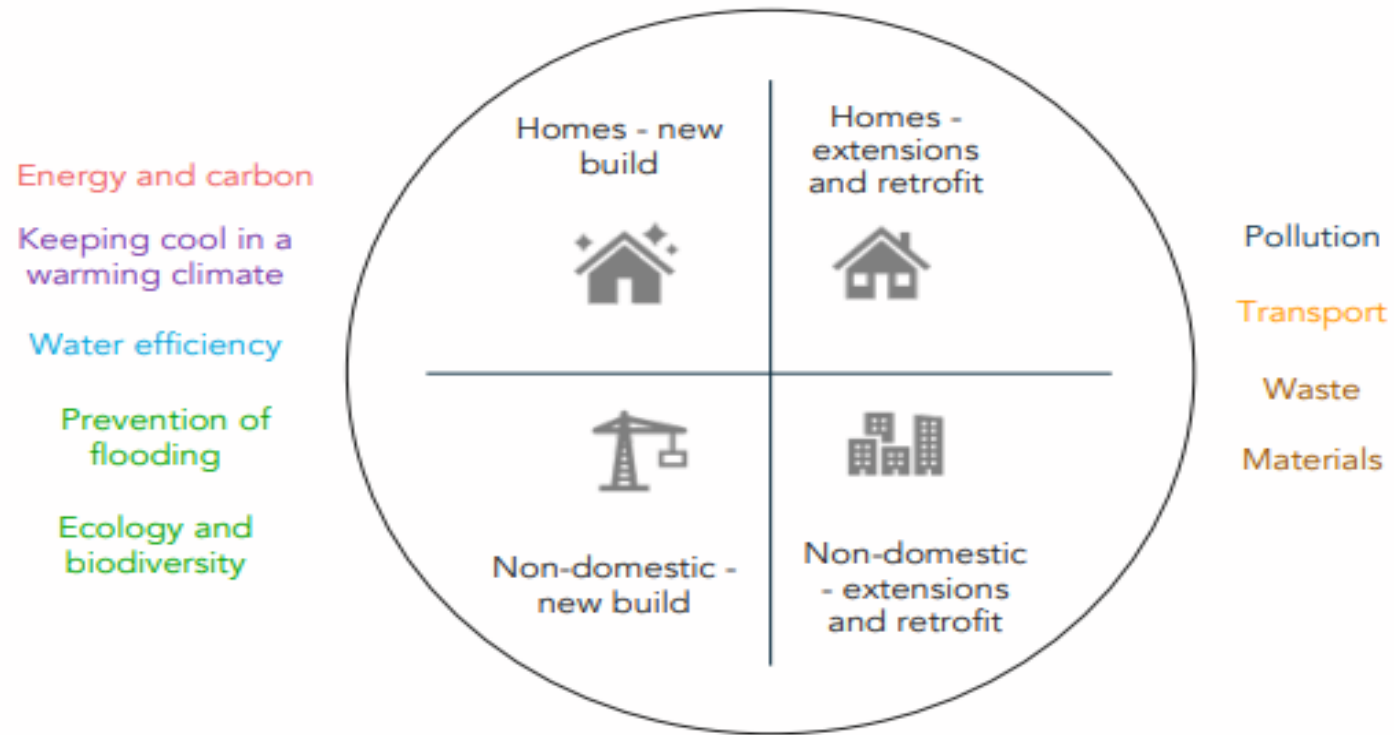 Energy and carbon
Keeping cool in a
warming climate
Water efficiency
Prevention of
flooding
Ecology and
biodiversity
Homes - new
build
Homes -
extensions
and retrofit
Non-domestic -
new build
Non-domestic
- extensions
and retrofit
Pollution
Transport
Waste
Materials